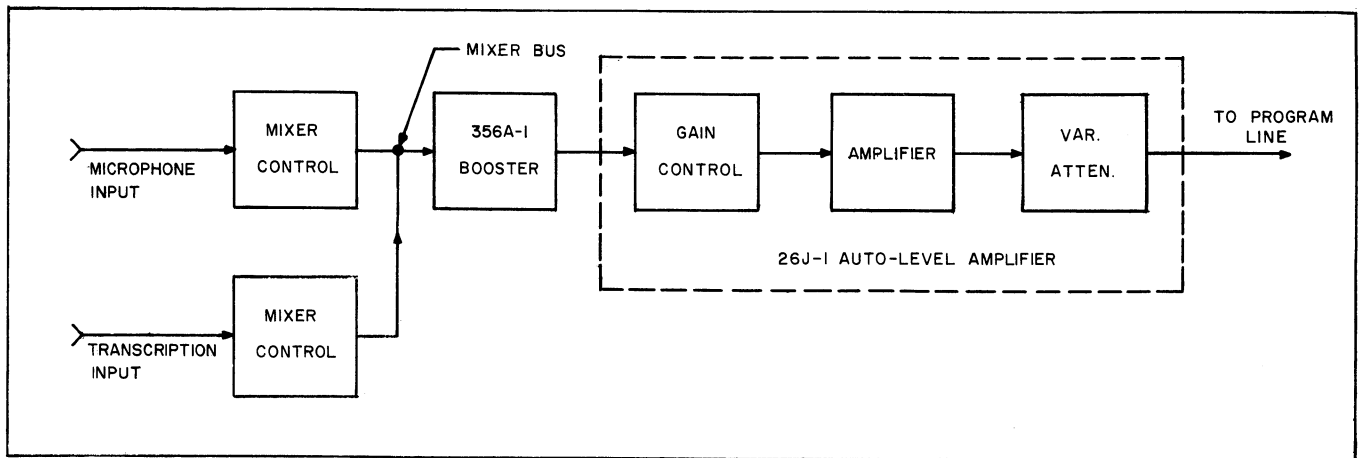 MIXER BUS
MICROPHONE
INPUT
MIXER
CONTROL
356A-1
BOOSTER
GAIN
CONTROL
AMPLIFIER
VAR.
ATTEN.
TO PROGRAM
LINE
26J-1 AUTO-LEVEL AMPLIFIER
TRANSCRIPTION
INPUT
MIXER
CONTROL